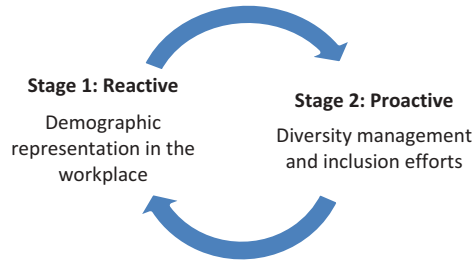 Stage 1: Reactive
Demographic
representation in the
workplace
Stage 2: Proactive
Diversity management
and inclusion efforts